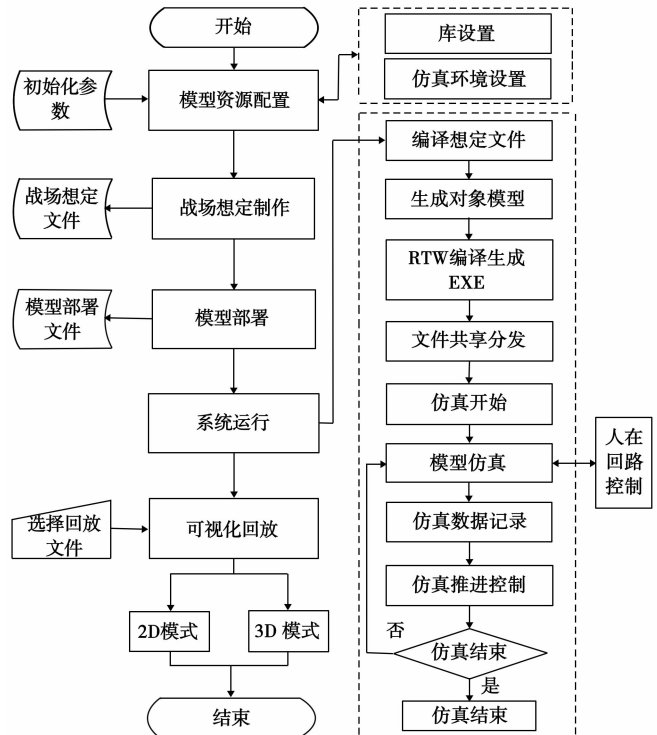 开始
初始化参
数
模型资源配置
库设置
仿真环境设置
战场想定
文件
战场想定制作
模型部署
文件
模型部署
系统运行
选择回放
文件
可视化回放
2D模式
3D 模式
结束
编译想定文件
生成对象模型
RTW编译生成
EXE
文件共享分发
仿真开始
模型仿真
人在
回路
控制
仿真数据记录
仿真推进控制
否
仿真结束
是
仿真结束